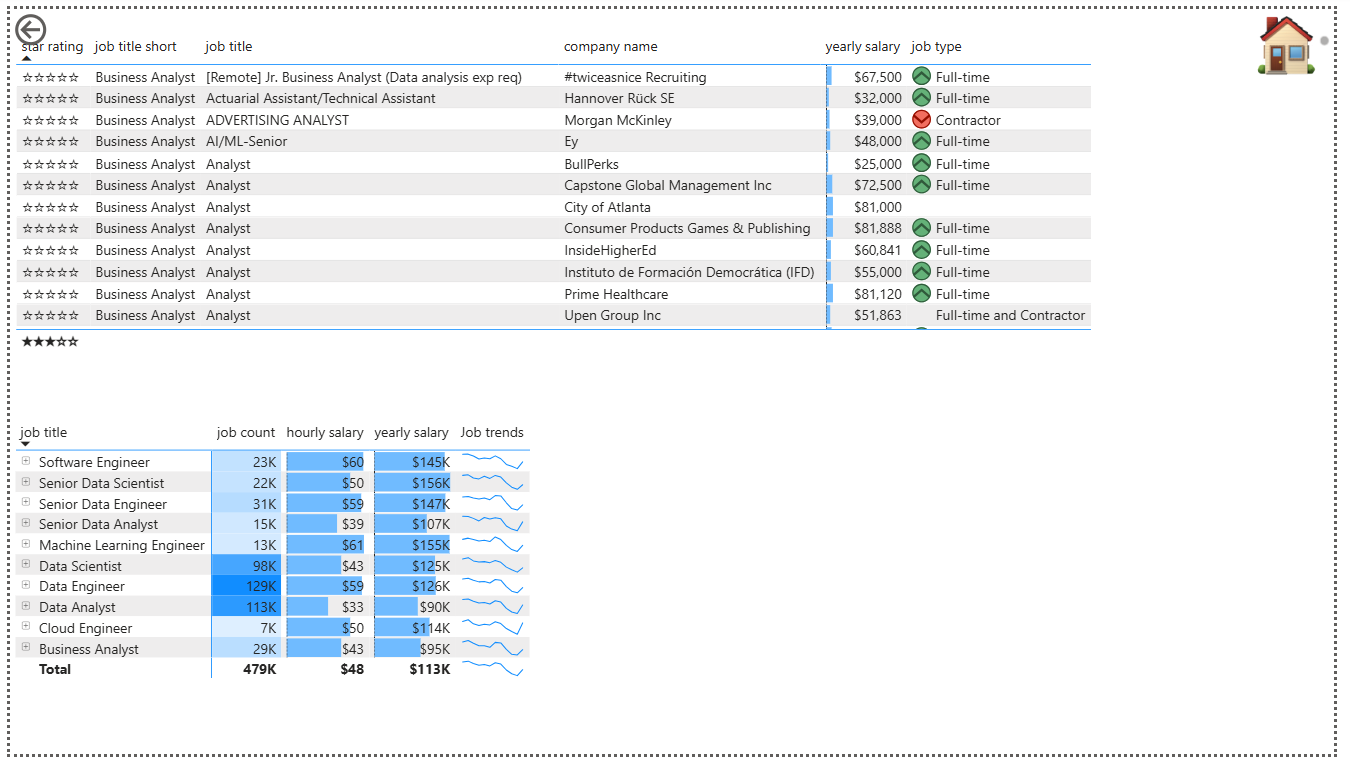 star rating job title short job title company name yearly salary job type
☆☆☆☆☆ Business Analyst [Remote] Jr. Business Analyst (Data analysis exp req) #twiceasnice Recruiting $67,500 Full-time
☆☆☆☆☆ Business Analyst Actuarial Assistant/Technical Assistant Hannover Rück SE $32,000 Full-time
☆☆☆☆☆ Business Analyst ADVERTISING ANALYST Morgan McKinley $39,000 Contractor
☆☆☆☆☆ Business Analyst AI/ML-Senior Ey $48,000 Full-time
☆☆☆☆☆ Business Analyst Analyst BullPerks $25,000 Full-time
☆☆☆☆☆ Business Analyst Analyst Capstone Global Management Inc $72,500 Full-time
☆☆☆☆☆ Business Analyst Analyst City of Atlanta $81,000
☆☆☆☆☆ Business Analyst Analyst Consumer Products Games & Publishing $81,888 Full-time
☆☆☆☆☆ Business Analyst Analyst InsideHigherEd $60,841 Full-time
☆☆☆☆☆ Business Analyst Analyst Instituto de Formación Democrática (IFD) $55,000 Full-time
☆☆☆☆☆ Business Analyst Analyst Prime Healthcare $81,120 Full-time
☆☆☆☆☆ Business Analyst Analyst Upen Group Inc $51,863 Full-time and Contractor
★★★☆☆
job title job count hourly salary yearly salary Job trends
Software Engineer 23K $60 $145K
Senior Data Scientist 22K $50 $156K
Senior Data Engineer 31K $59 $147K
Senior Data Analyst 15K $39 $107K
Machine Learning Engineer 13K $61 $155K
Data Scientist 98K $43 $125K
Data Engineer 129K $59 $126K
Data Analyst 113K $33 $90K
Cloud Engineer 7K $50 $114K
Business Analyst 29K $43 $95K
Total 479K $48 $113K